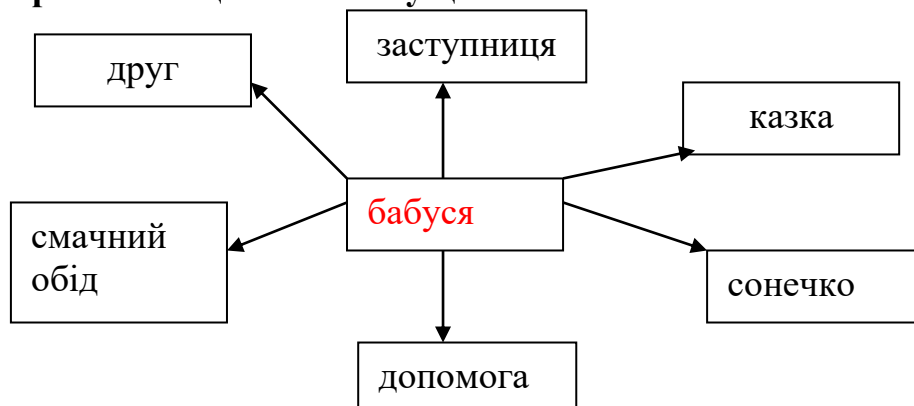 заступниця
друг
казка
бабуся
смачний
обід
сонечко
допомога